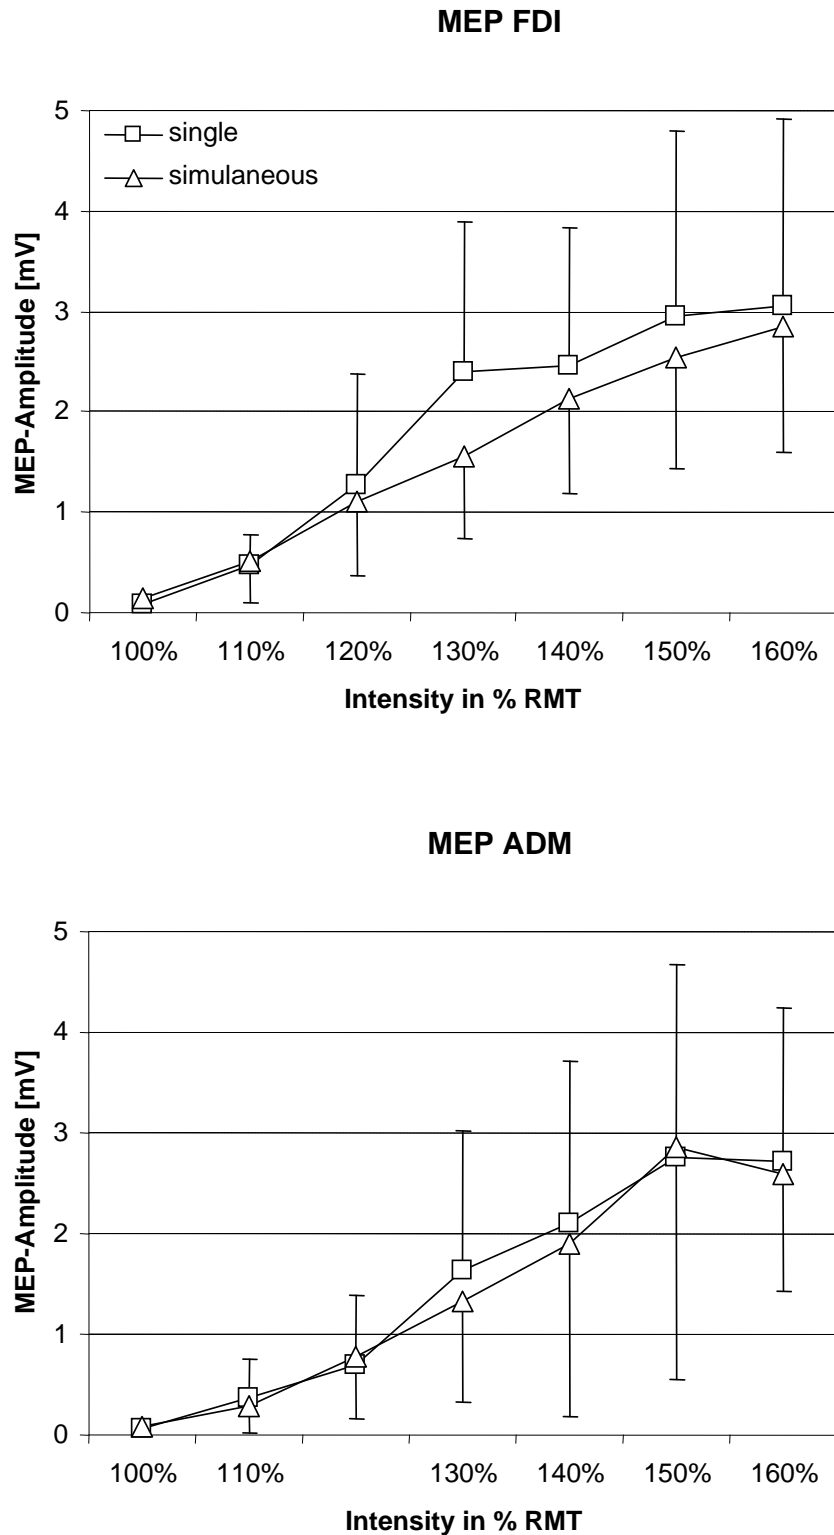 MEP FDI
5
single
simulaneous
4
3
2
1
0
MEP-Amplitude [mV]
100% 110% 120% 130% 140% 150% 160%
Intensity in % RMT
MEP ADM
5
4
3
2
1
0
MEP-Amplitude [mV]
100% 110% 130% 140% 150% 160%
Intensity in % RMT